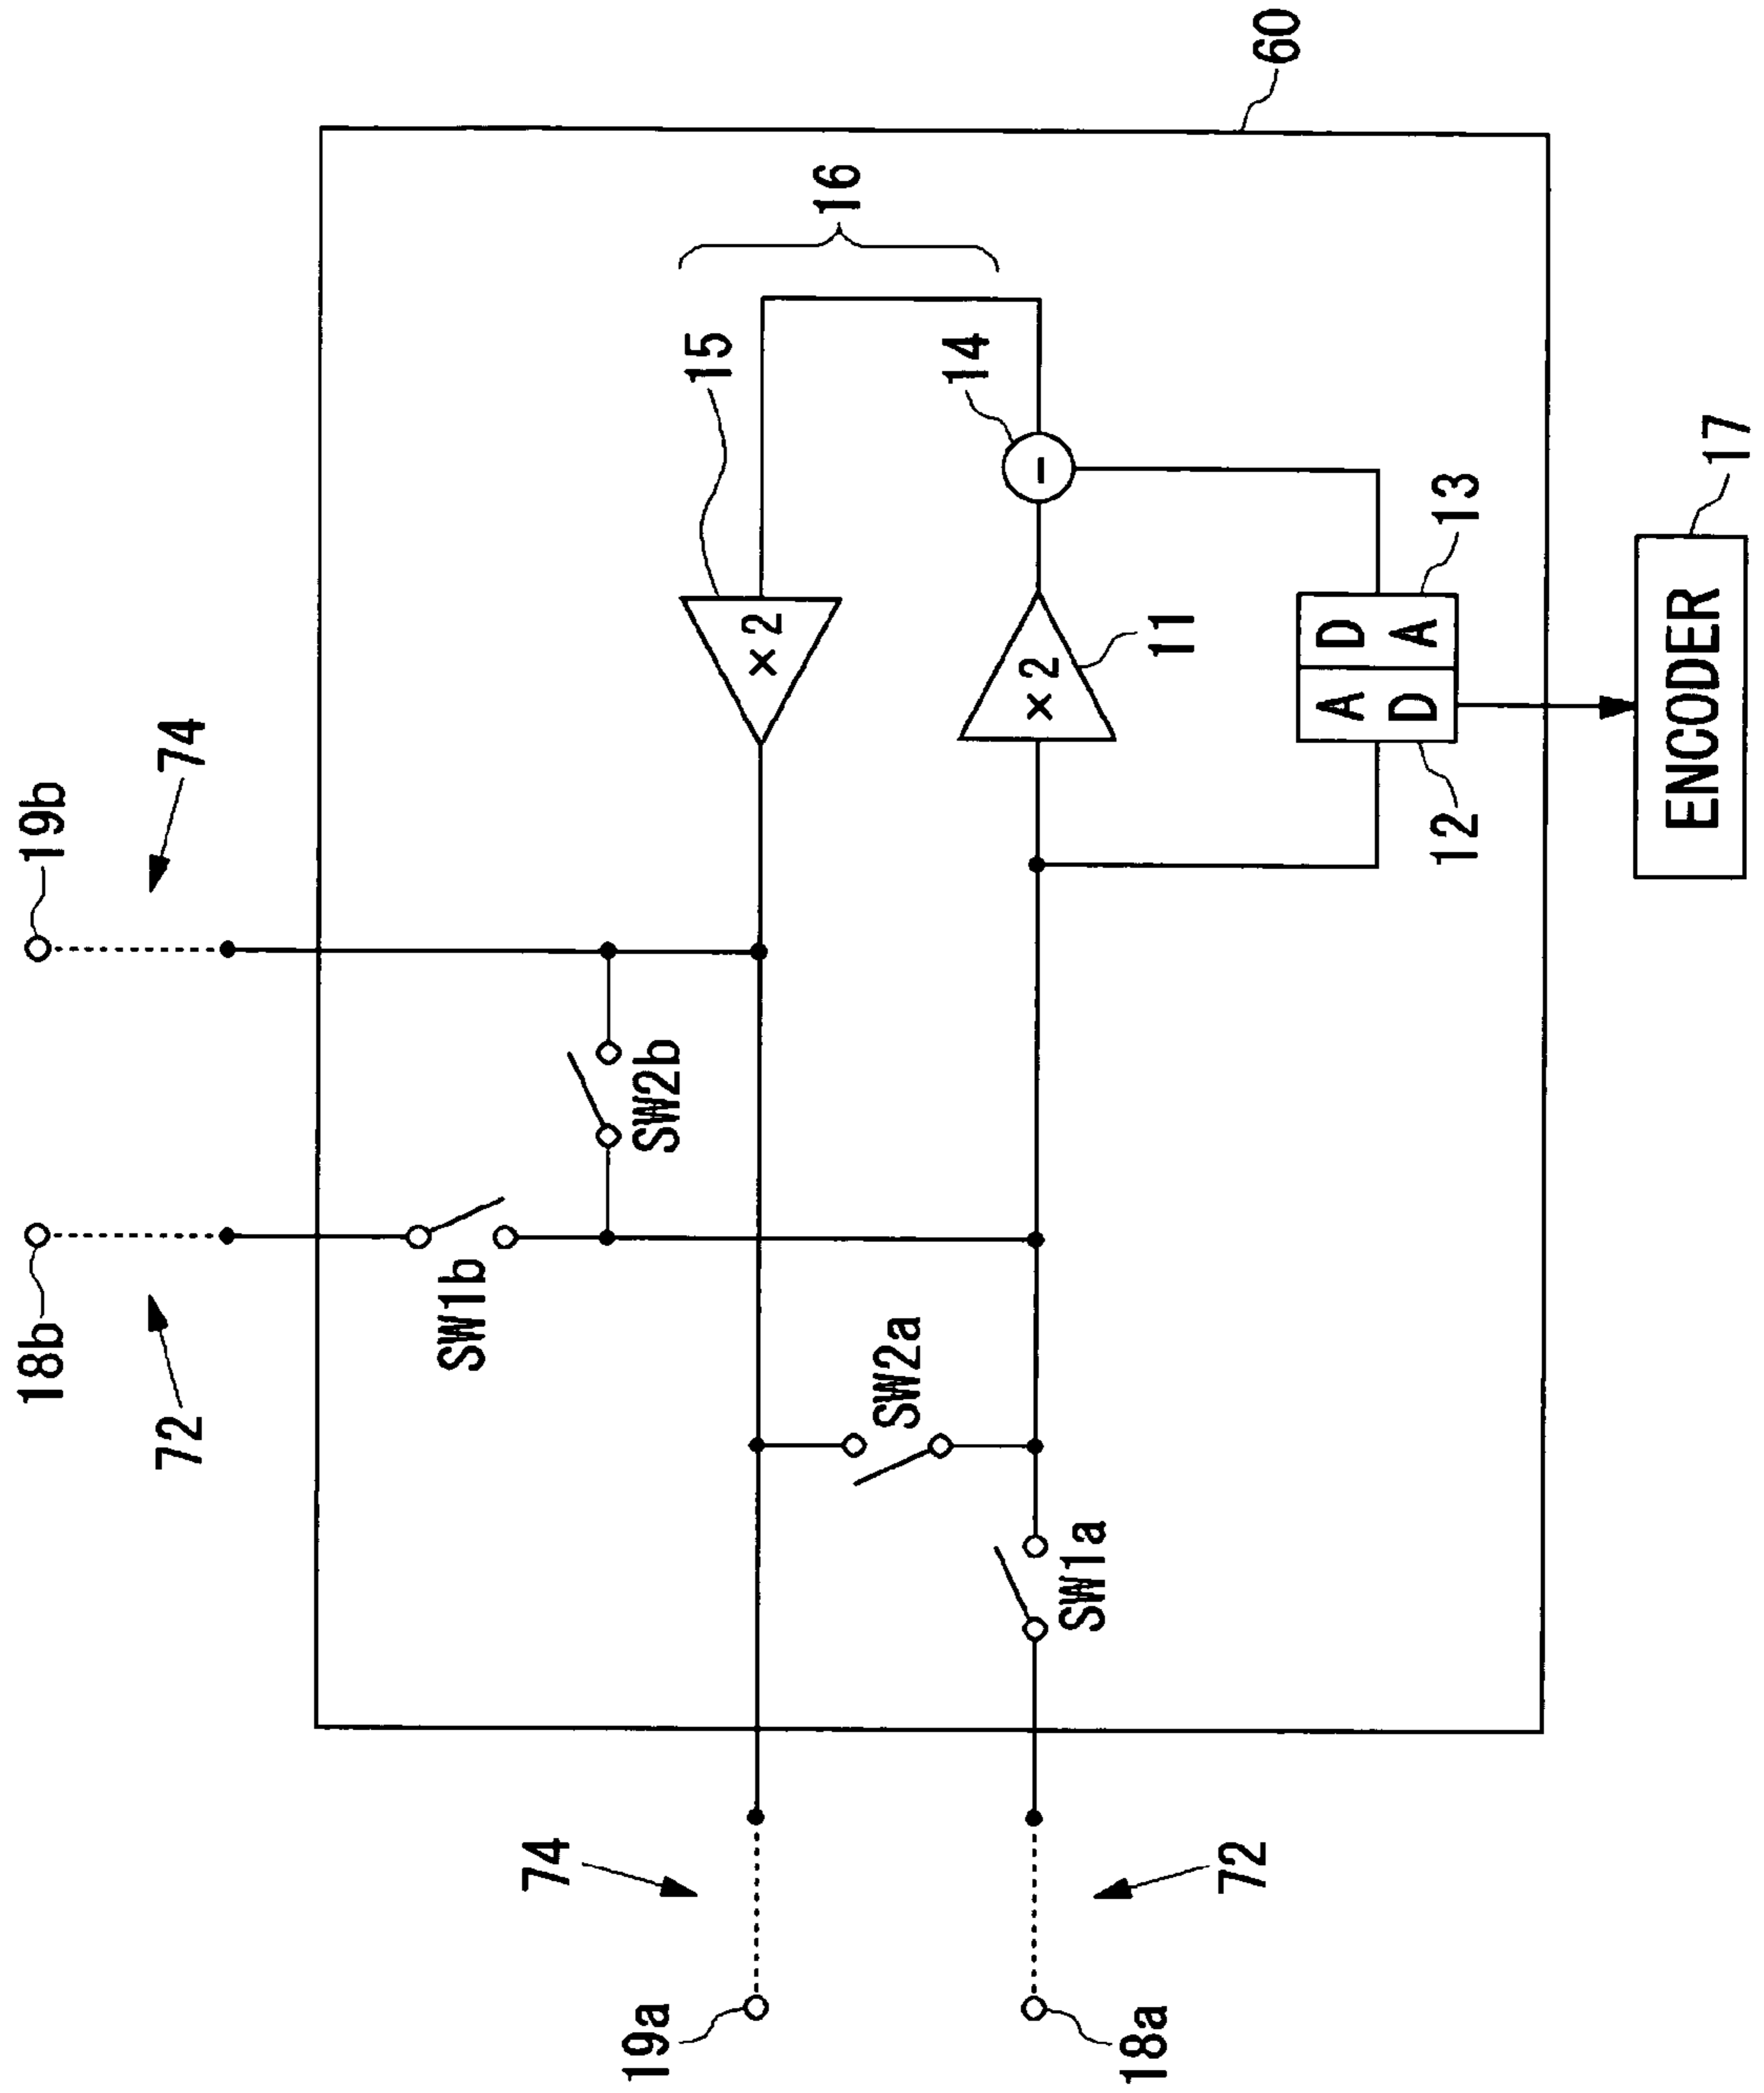 18b
19b
72
74
SW1b
74
19a
SW2b
15
×2
16
SW2a
14
×2
−
SW1a
18a
11
72
60
A D
D A
12
13
ENCODER
17